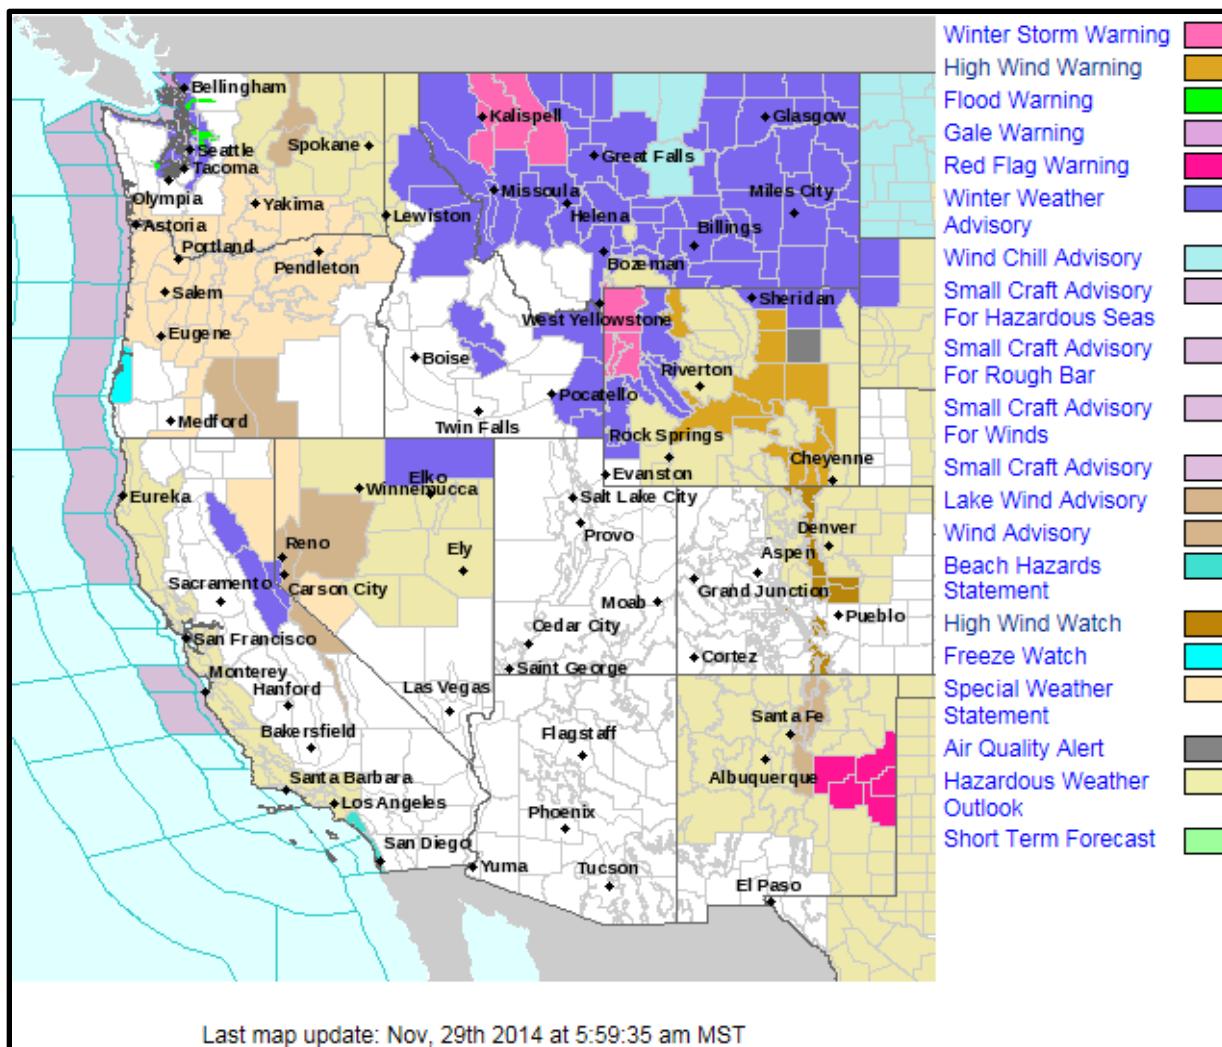 Bellingham
Seattle
Tacoma
Olympia
Astoria
Portland
Salem
Eugene
Medford
Spokane
Yakima
Pendleton
Lewiston
Kalispell
Missoula
Great Falls
Helena
Glasgow
Miles City
Billings
Bozeman
Sheridan
West Yellowstone
Boise
Pocatello
Twin Falls
Riverton
Rock Springs
Evanston
Cheyenne
Eureka
Elko
Winnemucca
Reno
Carson City
Ely
Sacramento
San Francisco
Monterey
Hanford
Bakersfield
Santa Barbara
Los Angeles
San Diego
Las Vegas
Salt Lake City
Provo
Moab
Cedar City
Saint George
Denver
Aspen
Grand Junction
Pueblo
Cortez
Flagstaff
Phoenix
Tucson
Yuma
Santa Fe
Albuquerque
El Paso
Winter Storm Warning
High Wind Warning
Flood Warning
Gale Warning
Red Flag Warning
Winter Weather
Advisory
Wind Chill Advisory
Small Craft Advisory
For Hazardous Seas
Small Craft Advisory
For Rough Bar
Small Craft Advisory
For Winds
Small Craft Advisory
Lake Wind Advisory
Wind Advisory
Beach Hazards
Statement
High Wind Watch
Freeze Watch
Special Weather
Statement
Air Quality Alert
Hazardous Weather
Outlook
Short Term Forecast
Last map update: Nov, 29th 2014 at 5:59:35 am MST